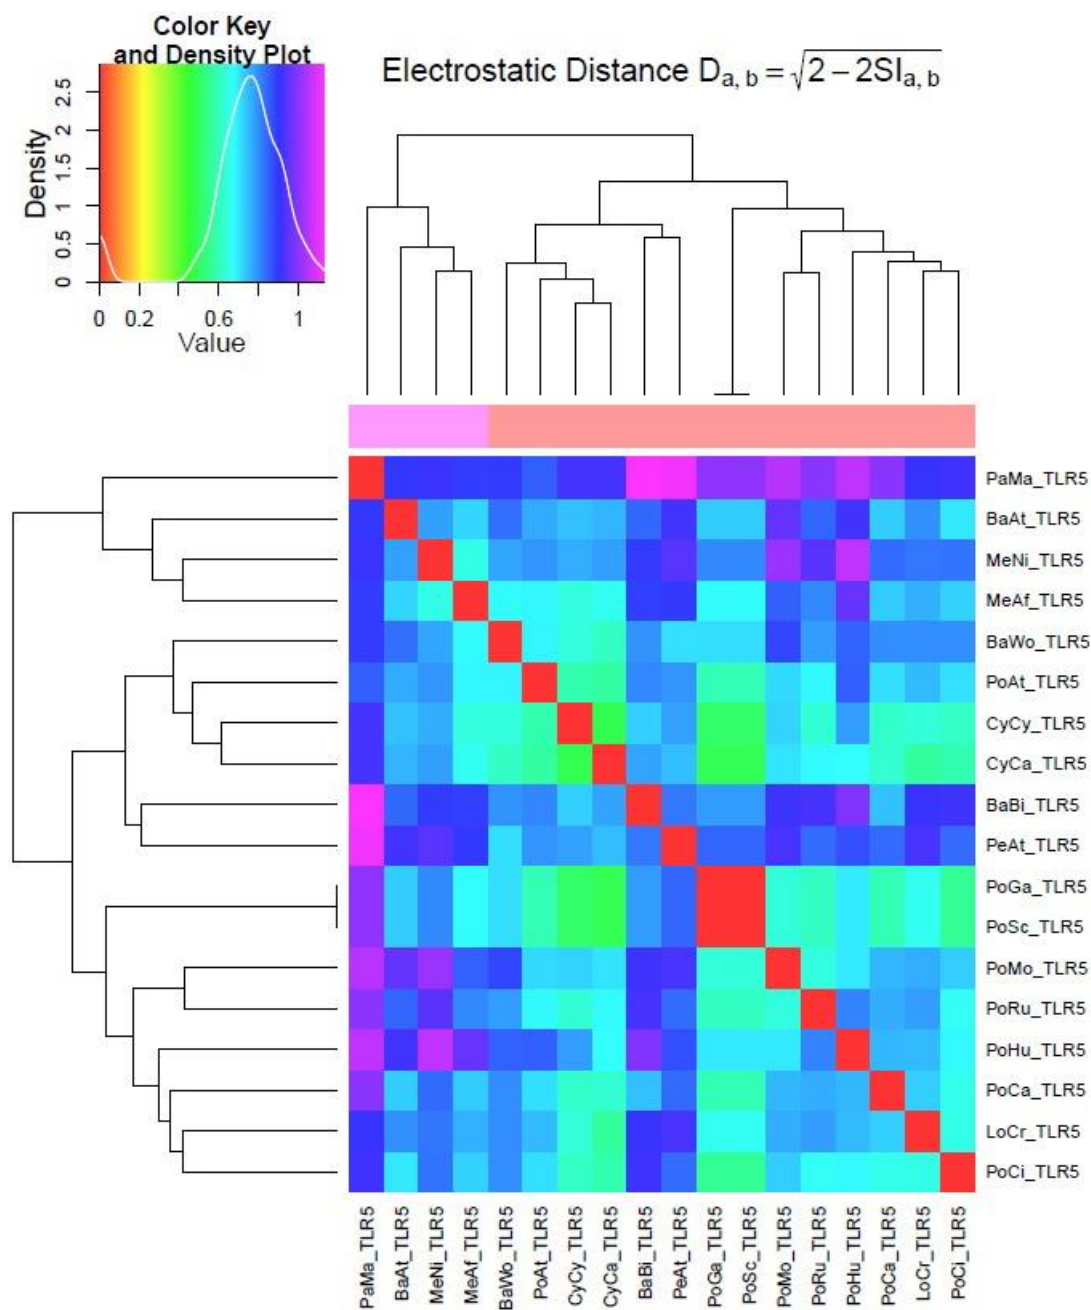 Color Key
and Density Plot
Electrostatic Distance Dₐ, b = √2 − 2SIₐ, b
Density
0 0.5 1 1.5 2 2.5
0 0.2 0.6 1
Value
PaMa_TLR5
BaAt_TLR5
MeNi_TLR5
MeAf_TLR5
BaWo_TLR5
PoAt_TLR5
CyCy_TLR5
CyCa_TLR5
BaBi_TLR5
PeAt_TLR5
PoGa_TLR5
PoSc_TLR5
PoMo_TLR5
PoRu_TLR5
PoHu_TLR5
PoCa_TLR5
LoCr_TLR5
PoCi_TLR5
PaMa_TLR5
BaAt_TLR5
MeNi_TLR5
MeAf_TLR5
BaWo_TLR5
PoAt_TLR5
CyCy_TLR5
CyCa_TLR5
BaBi_TLR5
PeAt_TLR5
PoGa_TLR5
PoSc_TLR5
PoMo_TLR5
PoRu_TLR5
PoHu_TLR5
PoCa_TLR5
LoCr_TLR5
PoCi_TLR5